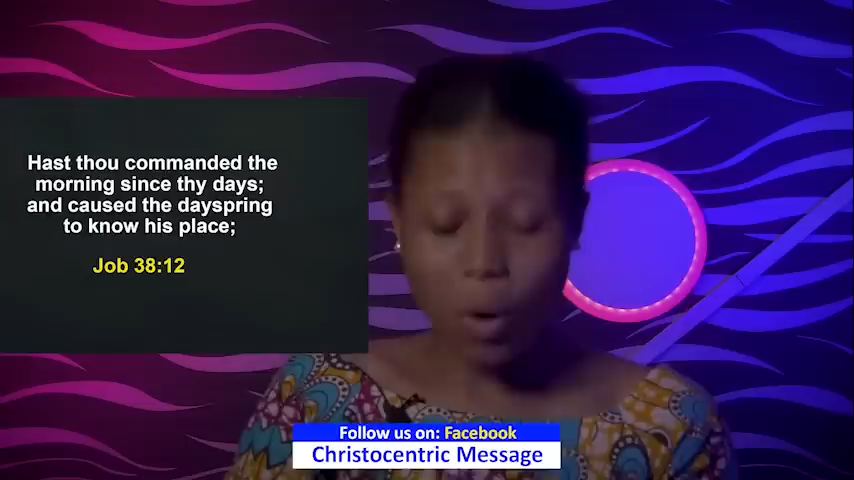 Hast thou commanded the
morning since thy days;
and caused the dayspring
to know his place;
Job 38:12
Follow us on: Facebook
Christocentric Message